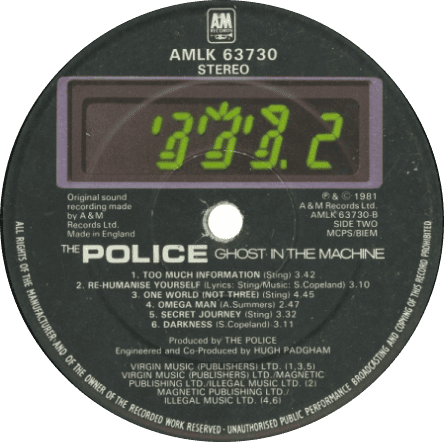 A&M
RECORDS
AMLK 63730
STEREO
2
Original sound
recording made
by A & M
Records Ltd.
Made in England
℗ & © 1981
A & M Records Ltd.
AMLK 63730-B
SIDE TWO
MCPS/BIEM
THE POLICE GHOST IN THE MACHINE
1. TOO MUCH INFORMATION (Sting) 3.42
2. RE-HUMANISE YOURSELF (Lyrics: Sting/Music: S.Copeland) 3.10
3. ONE WORLD (NOT THREE) (Sting) 4.45
4. OMEGA MAN (A.Summers) 2.47
5. SECRET JOURNEY (Sting) 3.32
6. DARKNESS (S.Copeland) 3.11
Produced by THE POLICE
Engineered and Co-Produced by HUGH PADGHAM
VIRGIN MUSIC (PUBLISHERS) LTD. (1,3,5)
VIRGIN MUSIC (PUBLISHERS) LTD./MAGNETIC
PUBLISHING LTD./ILLEGAL MUSIC LTD. (2)
MAGNETIC PUBLISHING LTD./
ILLEGAL MUSIC LTD. (4,6)
ALL RIGHTS OF THE MANUFACTURER AND OF THE OWNER OF THE RECORDED WORK RESERVED - UNAUTHORISED PUBLIC PERFORMANCE BROADCASTING AND COPYING OF THIS RECORD PROHIBITED